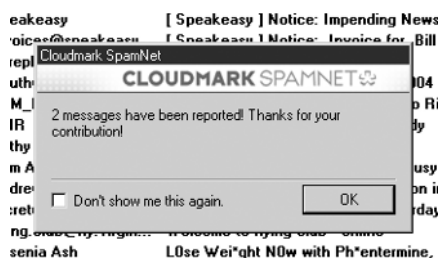 eakeasy [ Speakeasy ] Notice: Impending News
[ Speakeasy ] Notice: Invoice for Bill
Cloudmark SpamNet
CLOUDMARK SPAMNET
2 messages have been reported! Thanks for your
contribution!
Don't show me this again.
OK
senia Ash L0se Wei*ght N0w with Ph*entermine,